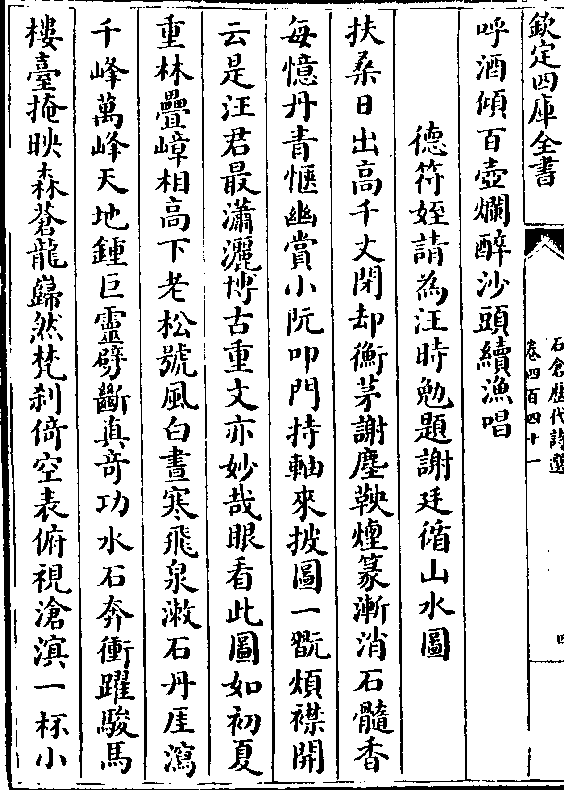 欽定四庫全書
石倉歷代詩選
卷四百四十一
四
呼酒傾百壺爛醉沙頭續漁唱
德符姪請為汪時勉題謝廷循山水圖
扶桑日出高千丈閉却衡茅謝塵鞅煙篆漸消石髓香
每憶丹青愜幽賞小阮叩門持軸來披圖一翫煩襟開
云是汪君最瀟灑博古重文亦妙哉眼看此圖如初夏
重林疊嶂相高下老松號風白晝寒飛泉漱石丹厓瀉
千峰萬峰天地鍾巨靈劈斷真奇功水石奔衝躍駿馬
樓臺掩映森蒼龍巋然梵刹倚空表俯視滄溟一杯小